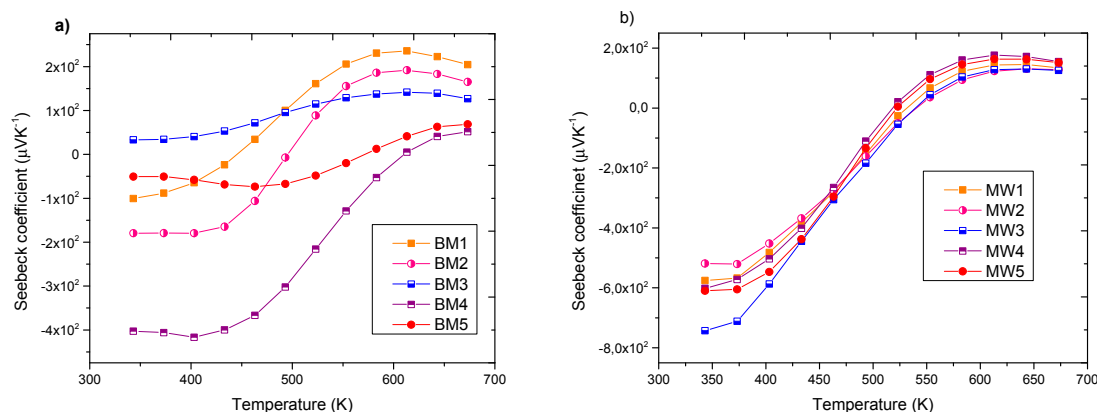 a)
Seebeck coefficient (μVK⁻¹)
2x10²
1x10²
0
-1x10²
-2x10²
-3x10²
-4x10²
BM1
BM2
BM3
BM4
BM5
300
400
500
600
700
Temperature (K)
b)
Seebeck coefficinet (μVK⁻¹)
2,0x10²
0,0
-2,0x10²
-4,0x10²
-6,0x10²
-8,0x10²
MW1
MW2
MW3
MW4
MW5
300
350
400
450
500
550
600
650
700
Temperature (K)